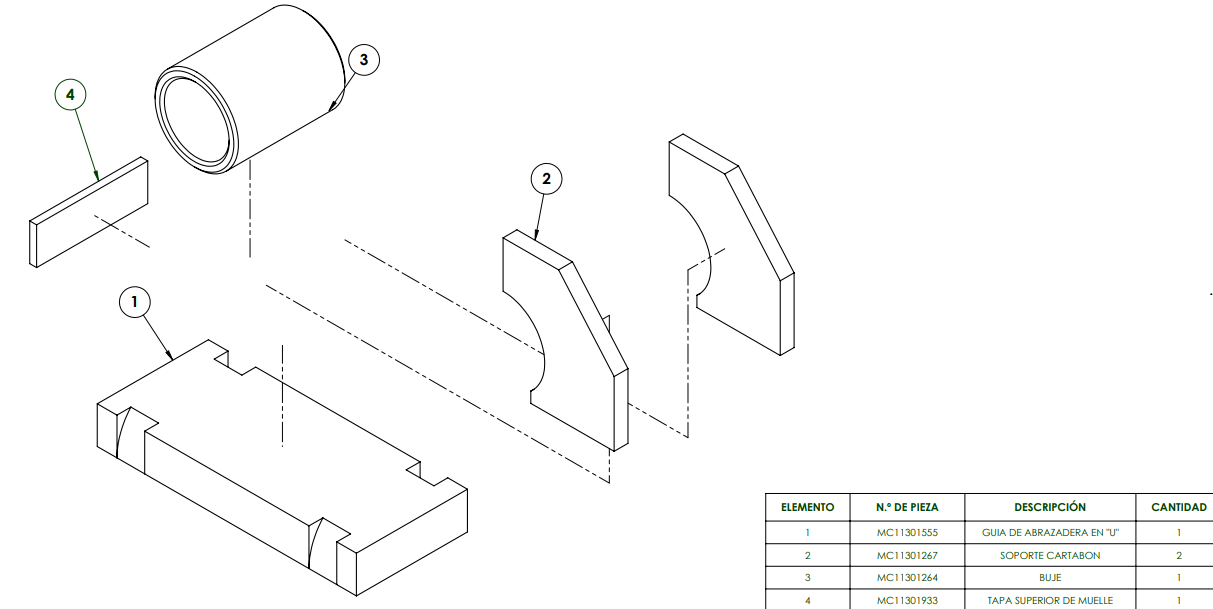 3
4
2
1
ELEMENTO N.º DE PIEZA DESCRIPCIÓN CANTIDAD
1 MC11301555 GUIA DE ABRAZADERA EN "U" 1
2 MC11301267 SOPORTE CARTABON 2
3 MC11301264 BUJE 1
4 MC11301933 TAPA SUPERIOR DE MUELLE 1